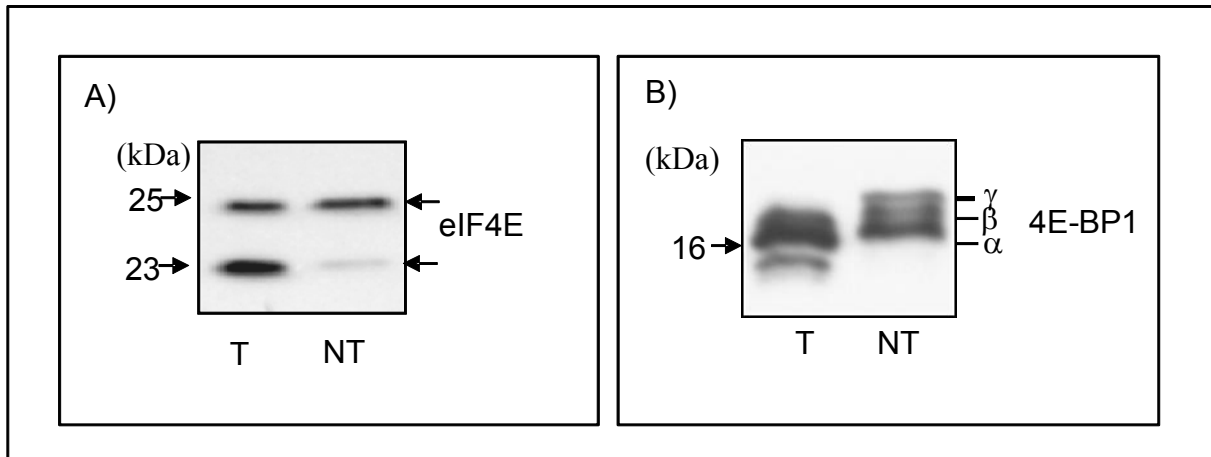 A)
(kDa)
25
eIF4E
23
T NT
B)
(kDa)
γ
β
4E-BP1
16
α
T NT